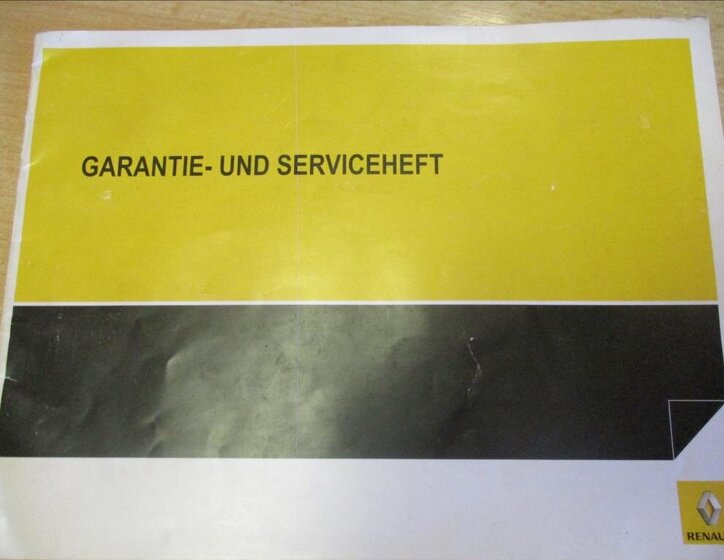 GARANTIE- UND SERVICEHEFT
RENAU